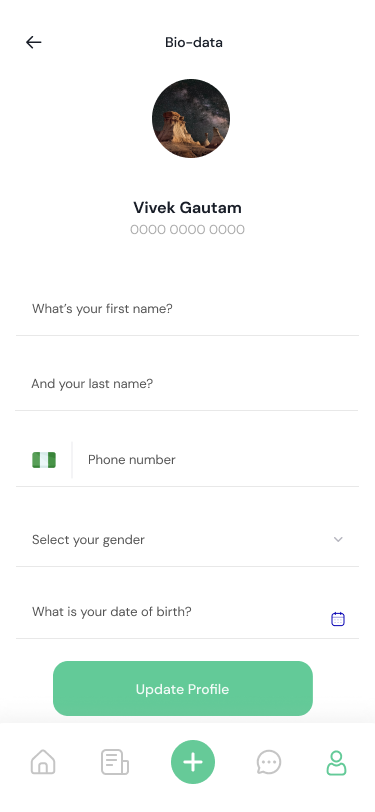 Bio-data
Vivek Gautam
0000 0000 0000
What's your first name?
And your last name?
Phone number
Select your gender
What is your date of birth?
Update Profile